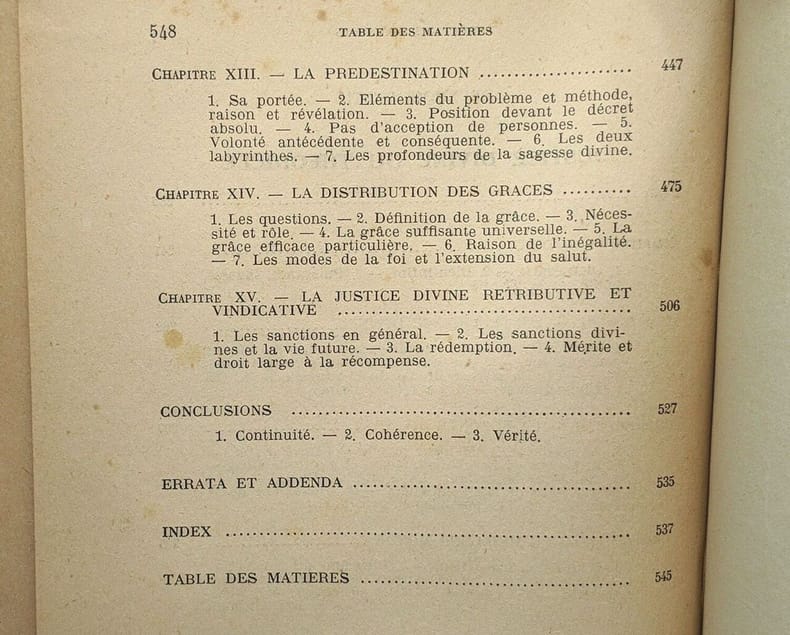 548 TABLE DES MATIÈRES
CHAPITRE XIII. — LA PREDESTINATION ........................ 447
1. Sa portée. — 2. Eléments du problème et méthode,
raison et révélation. — 3. Position devant le décret
absolu. — 4. Pas d'acception de personnes. — 5.
Volonté antécédente et conséquente. — 6. Les deux
labyrinthes. — 7. Les profondeurs de la sagesse divine.
CHAPITRE XIV. — LA DISTRIBUTION DES GRACES .......... 475
1. Les questions. — 2. Définition de la grâce. — 3. Néces-
sité et rôle. — 4. La grâce suffisante universelle. — 5. La
grâce efficace particulière. — 6. Raison de l'inégalité.
— 7. Les modes de la foi et l'extension du salut.
CHAPITRE XV. — LA JUSTICE DIVINE RETRIBUTIVE ET
VINDICATIVE ............................................. 506
1. Les sanctions en général. — 2. Les sanctions divi-
nes et la vie future. — 3. La rédemption. — 4. Mérite et
droit large à la récompense.
CONCLUSIONS .................................................... 527
1. Continuité. — 2. Cohérence. — 3. Vérité.
ERRATA ET ADDENDA .......................................... 535
INDEX ............................................................. 537
TABLE DES MATIERES ......................................... 545